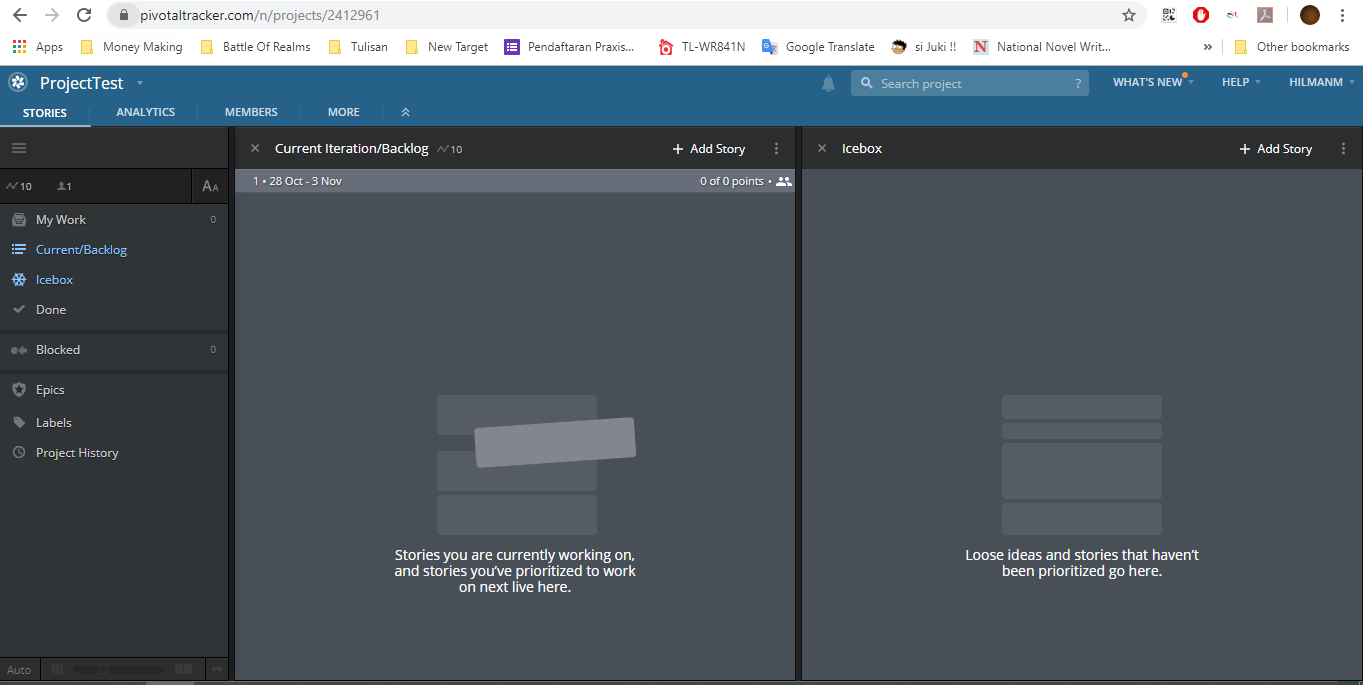 pivotaltracker.com/n/projects/2412961
Apps Money Making Battle Of Realms Tulisan New Target Pendaftaran Praxis... TL-WR841N Google Translate si Juki !! National Novel Writ... » Other bookmarks
ProjectTest Search project ? WHAT'S NEW HELP HILMANM
STORIES ANALYTICS MEMBERS MORE
Current Iteration/Backlog 10 + Add Story
Icebox + Add Story
10 1 AA
1 • 28 Oct - 3 Nov 0 of 0 points •
My Work 0
Current/Backlog
Icebox
Done
Blocked 0
Epics
Labels
Project History
Stories you are currently working on,
and stories you've prioritized to work
on next live here.
Loose ideas and stories that haven't
been prioritized go here.
Auto